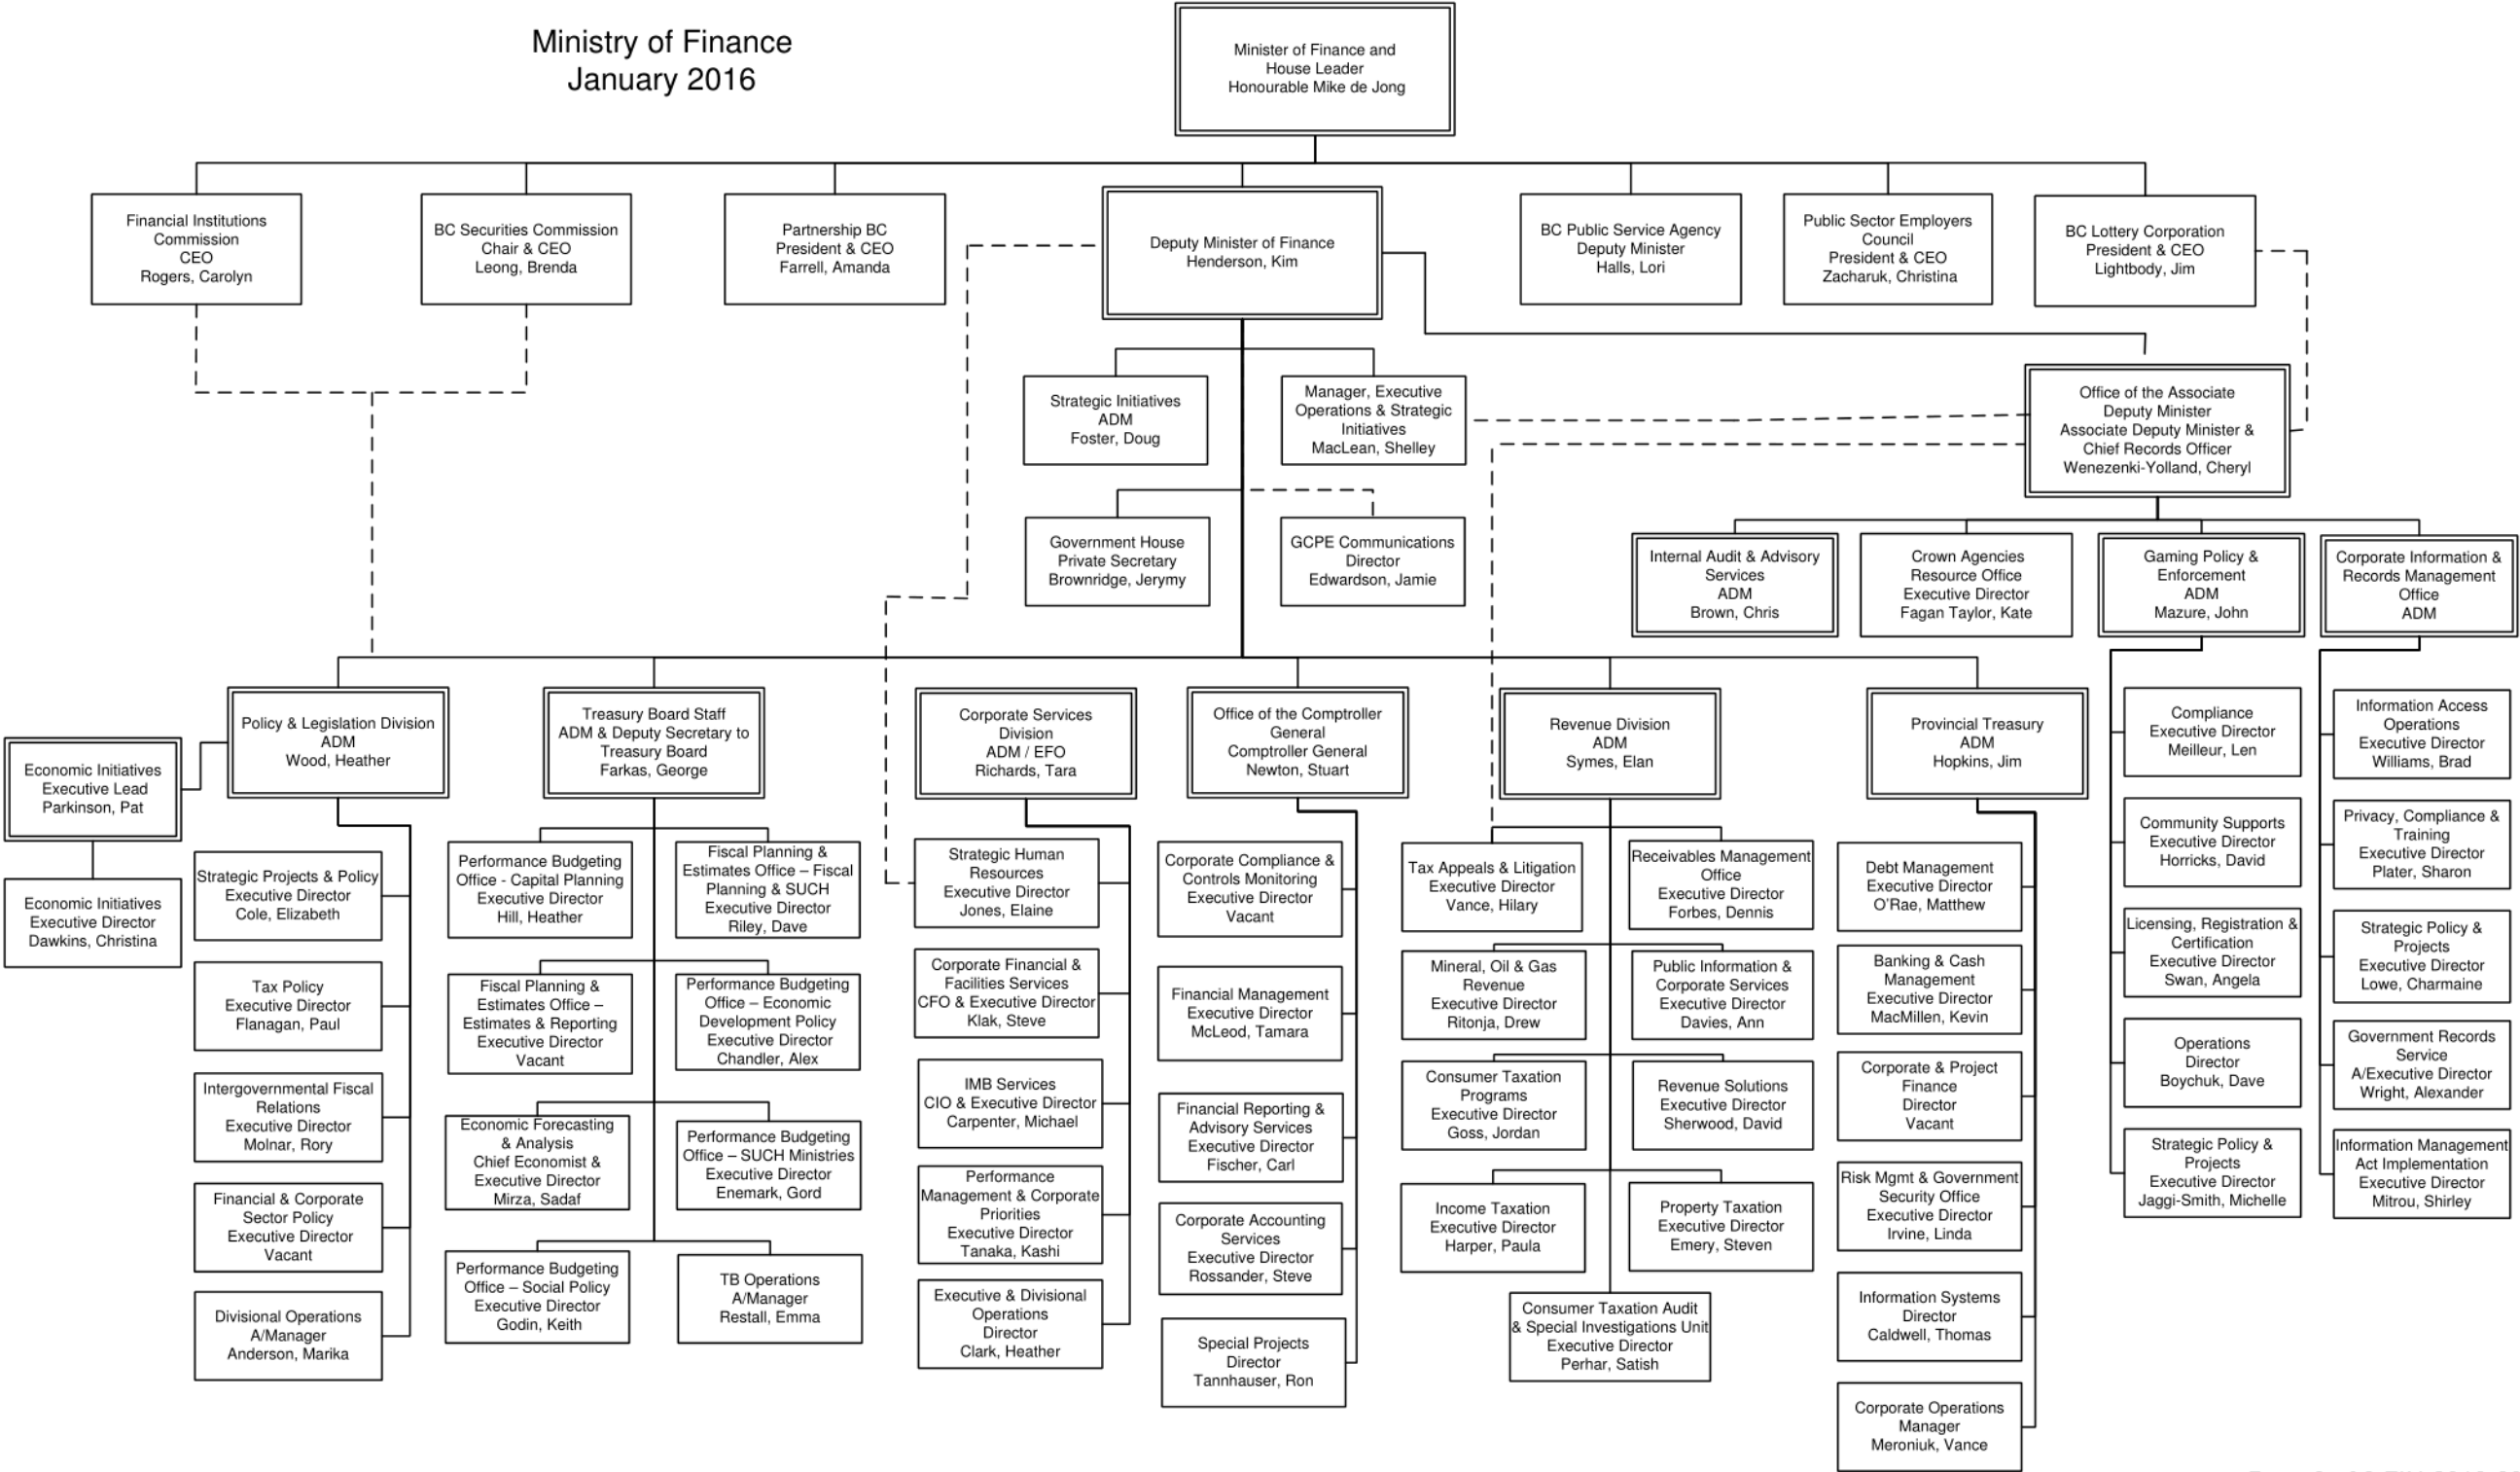 Ministry of Finance
January 2016
Minister of Finance and
House Leader
Honourable Mike de Jong
Financial Institutions
Commission
CEO
Rogers, Carolyn
BC Securities Commission
Chair & CEO
Leong, Brenda
Partnership BC
President & CEO
Farrell, Amanda
Deputy Minister of Finance
Henderson, Kim
BC Public Service Agency
Deputy Minister
Halls, Lori
Public Sector Employers
Council
President & CEO
Zacharuk, Christina
BC Lottery Corporation
President & CEO
Lightbody, Jim
Strategic Initiatives
ADM
Foster, Doug
Manager, Executive
Operations & Strategic
Initiatives
MacLean, Shelley
Office of the Associate
Deputy Minister
Associate Deputy Minister &
Chief Records Officer
Wenezenki-Yolland, Cheryl
Government House
Private Secretary
Brownridge, Jerymy
GCPE Communications
Director
Edwardson, Jamie
Internal Audit & Advisory
Services
ADM
Brown, Chris
Crown Agencies
Resource Office
Executive Director
Fagan Taylor, Kate
Gaming Policy &
Enforcement
ADM
Mazure, John
Corporate Information &
Records Management
Office
ADM
Policy & Legislation Division
ADM
Wood, Heather
Treasury Board Staff
ADM & Deputy Secretary to
Treasury Board
Farkas, George
Corporate Services
Division
ADM / EFO
Richards, Tara
Office of the Comptroller
General
Comptroller General
Newton, Stuart
Revenue Division
ADM
Symes, Elan
Provincial Treasury
ADM
Hopkins, Jim
Economic Initiatives
Executive Lead
Parkinson, Pat
Economic Initiatives
Executive Director
Dawkins, Christina
Strategic Projects & Policy
Executive Director
Cole, Elizabeth
Tax Policy
Executive Director
Flanagan, Paul
Intergovernmental Fiscal
Relations
Executive Director
Molnar, Rory
Financial & Corporate
Sector Policy
Executive Director
Vacant
Divisional Operations
A/Manager
Anderson, Marika
Performance Budgeting
Office - Capital Planning
Executive Director
Hill, Heather
Fiscal Planning &
Estimates Office – Fiscal
Planning & SUCH
Executive Director
Riley, Dave
Fiscal Planning &
Estimates Office –
Estimates & Reporting
Executive Director
Vacant
Performance Budgeting
Office – Economic
Development Policy
Executive Director
Chandler, Alex
Economic Forecasting
& Analysis
Chief Economist &
Executive Director
Mirza, Sadaf
Performance Budgeting
Office – SUCH Ministries
Executive Director
Enemark, Gord
Performance Budgeting
Office – Social Policy
Executive Director
Godin, Keith
TB Operations
A/Manager
Restall, Emma
Strategic Human
Resources
Executive Director
Jones, Elaine
Corporate Financial &
Facilities Services
CFO & Executive Director
Klak, Steve
IMB Services
CIO & Executive Director
Carpenter, Michael
Performance
Management & Corporate
Priorities
Executive Director
Tanaka, Kashi
Executive & Divisional
Operations
Director
Clark, Heather
Corporate Compliance &
Controls Monitoring
Executive Director
Vacant
Financial Management
Executive Director
McLeod, Tamara
Financial Reporting &
Advisory Services
Executive Director
Fischer, Carl
Corporate Accounting
Services
Executive Director
Rossander, Steve
Special Projects
Director
Tannhauser, Ron
Tax Appeals & Litigation
Executive Director
Vance, Hilary
Receivables Management
Office
Executive Director
Forbes, Dennis
Mineral, Oil & Gas
Revenue
Executive Director
Ritonja, Drew
Public Information &
Corporate Services
Executive Director
Davies, Ann
Consumer Taxation
Programs
Executive Director
Goss, Jordan
Revenue Solutions
Executive Director
Sherwood, David
Income Taxation
Executive Director
Harper, Paula
Property Taxation
Executive Director
Emery, Steven
Consumer Taxation Audit
& Special Investigations Unit
Executive Director
Perhar, Satish
Debt Management
Executive Director
O'Rae, Matthew
Banking & Cash
Management
Executive Director
MacMillen, Kevin
Corporate & Project
Finance
Director
Vacant
Risk Mgmt & Government
Security Office
Executive Director
Irvine, Linda
Information Systems
Director
Caldwell, Thomas
Corporate Operations
Manager
Meroniuk, Vance
Compliance
Executive Director
Meilleur, Len
Community Supports
Executive Director
Horricks, David
Licensing, Registration &
Certification
Executive Director
Swan, Angela
Operations
Director
Boychuk, Dave
Strategic Policy &
Projects
Executive Director
Jaggi-Smith, Michelle
Information Access
Operations
Executive Director
Williams, Brad
Privacy, Compliance &
Training
Executive Director
Plater, Sharon
Strategic Policy &
Projects
Executive Director
Lowe, Charmaine
Government Records
Service
A/Executive Director
Wright, Alexander
Information Management
Act Implementation
Executive Director
Mitrou, Shirley